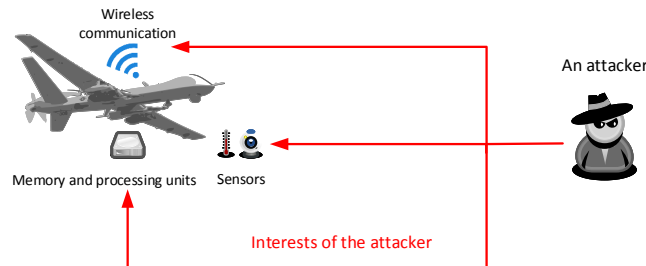 Wireless
communication
An attacker
Memory and processing units
Sensors
Interests of the attacker